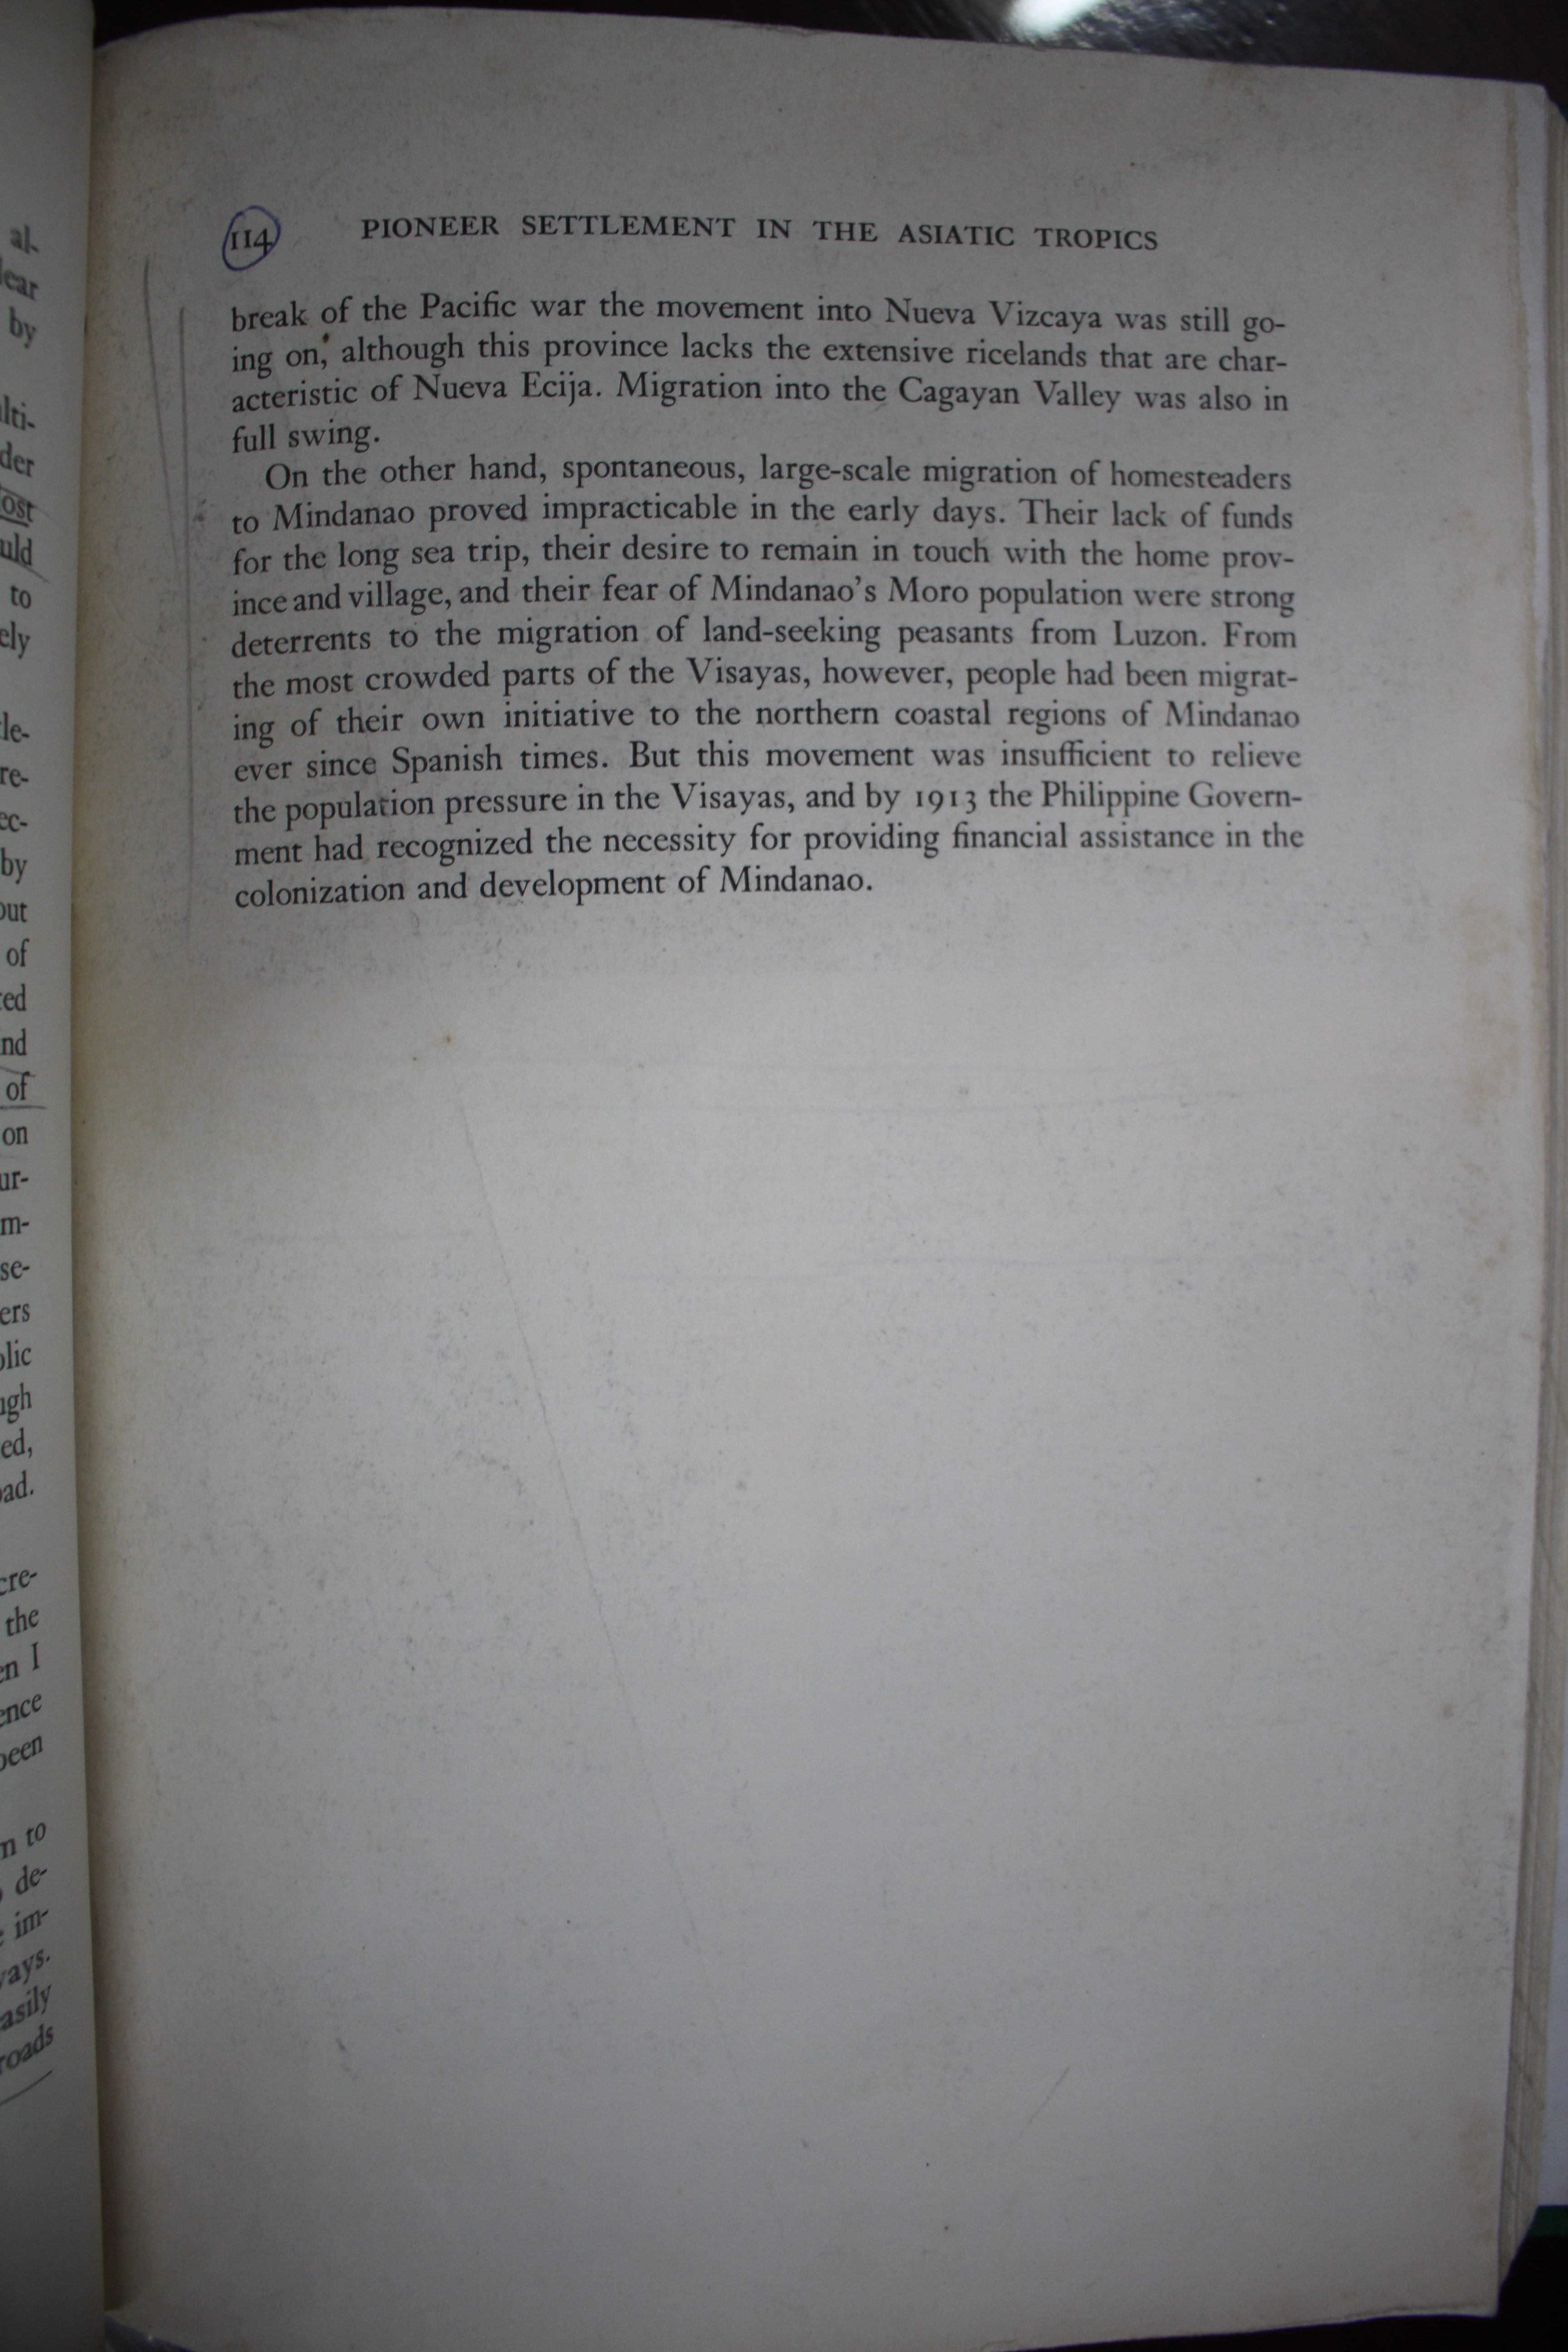 114 PIONEER SETTLEMENT IN THE ASIATIC TROPICS
break of the Pacific war the movement into Nueva Vizcaya was still go-
ing on, although this province lacks the extensive ricelands that are char-
acteristic of Nueva Ecija. Migration into the Cagayan Valley was also in
full swing.
On the other hand, spontaneous, large-scale migration of homesteaders
to Mindanao proved impracticable in the early days. Their lack of funds
for the long sea trip, their desire to remain in touch with the home prov-
ince and village, and their fear of Mindanao's Moro population were strong
deterrents to the migration of land-seeking peasants from Luzon. From
the most crowded parts of the Visayas, however, people had been migrat-
ing of their own initiative to the northern coastal regions of Mindanao
ever since Spanish times. But this movement was insufficient to relieve
the population pressure in the Visayas, and by 1913 the Philippine Govern-
ment had recognized the necessity for providing financial assistance in the
colonization and development of Mindanao.